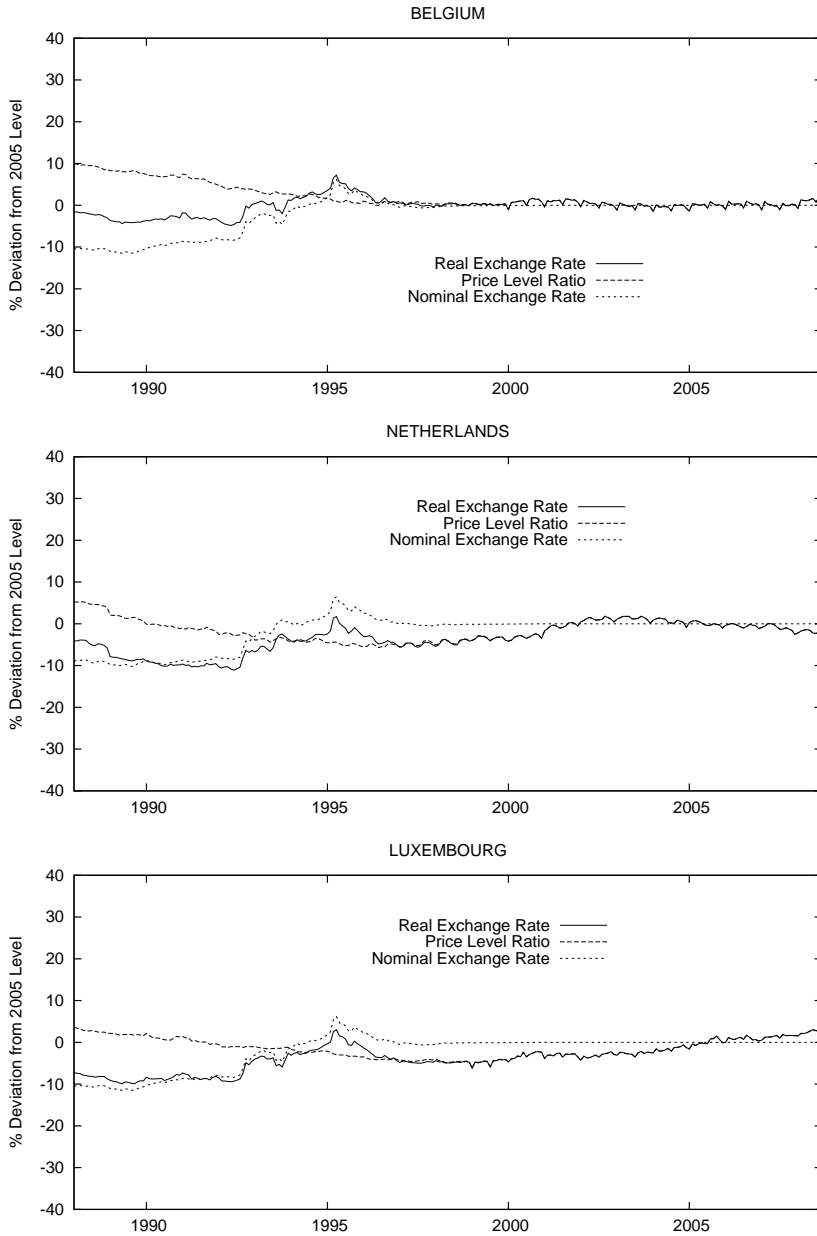 BELGIUM
% Deviation from 2005 Level
40
30
20
10
0
-10
-20
-30
-40
Real Exchange Rate
Price Level Ratio
Nominal Exchange Rate
1990 1995 2000 2005
NETHERLANDS
% Deviation from 2005 Level
40
30
20
10
0
-10
-20
-30
-40
Real Exchange Rate
Price Level Ratio
Nominal Exchange Rate
1990 1995 2000 2005
LUXEMBOURG
% Deviation from 2005 Level
40
30
20
10
0
-10
-20
-30
-40
Real Exchange Rate
Price Level Ratio
Nominal Exchange Rate
1990 1995 2000 2005